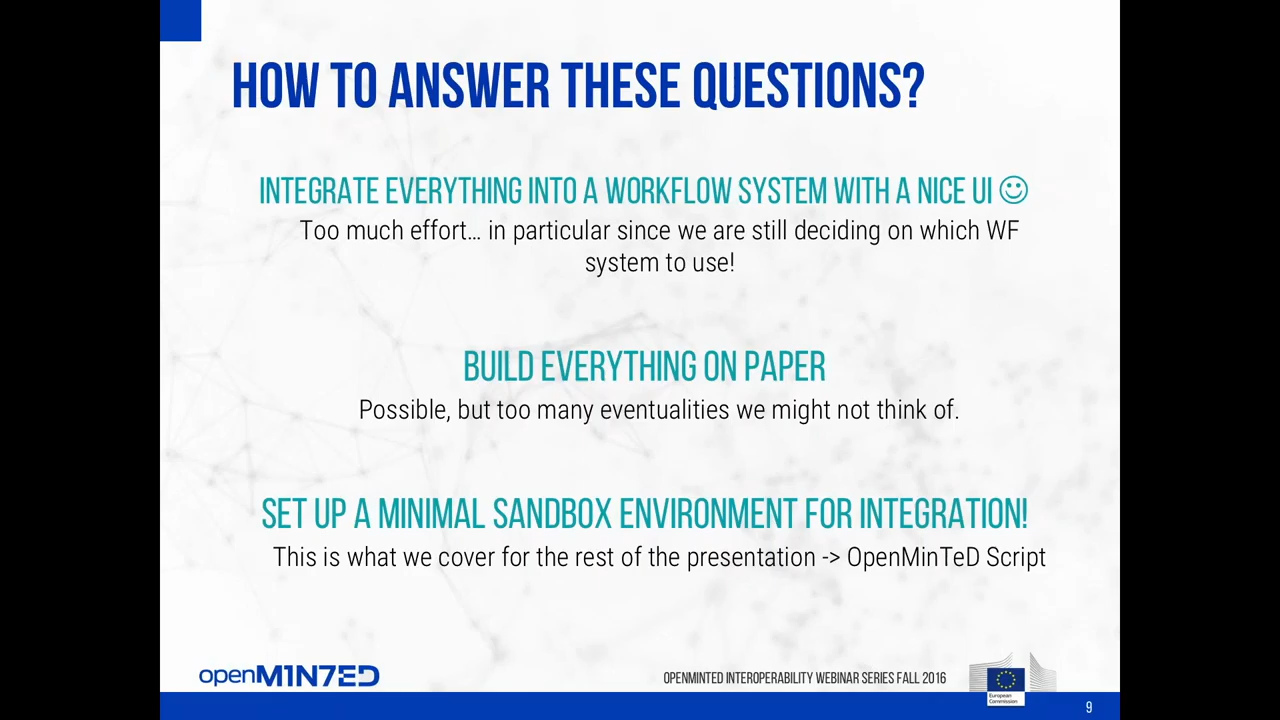 HOW TO ANSWER THESE QUESTIONS?
INTEGRATE EVERYTHING INTO A WORKFLOW SYSTEM WITH A NICE UI ☺
Too much effort... in particular since we are still deciding on which WF
system to use!
BUILD EVERYTHING ON PAPER
Possible, but too many eventualities we might not think of.
SET UP A MINIMAL SANDBOX ENVIRONMENT FOR INTEGRATION!
This is what we cover for the rest of the presentation -> OpenMinTeD Script
openM1N7ED
OPENMINTED INTEROPERABILITY WEBINAR SERIES FALL 2016
European
Commission
9